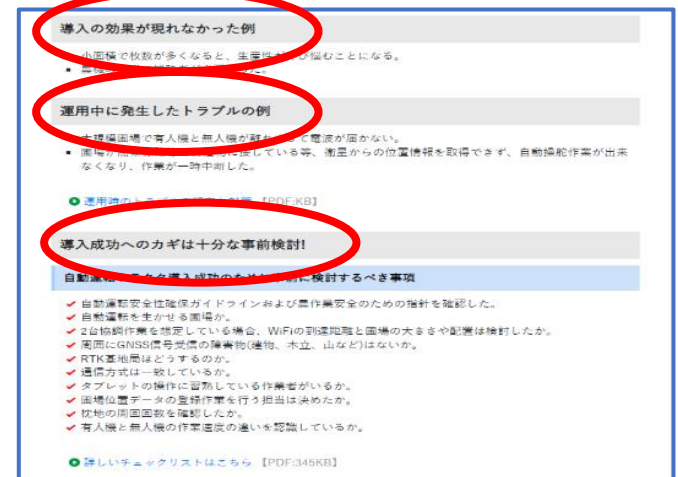 導入の効果が現れなかった例
小面積で枚数が多くなると、生産性が 悩むことになる。
運用中に発生したトラブルの例
大規模圃場で有人機と無人機が離 て電波が届かない。
接している等、衛星からの位置情報を取得できず、自動操舵作業が出来
なくなり、作業が一時中断した。
【PDF:KB】
導入成功へのカギは十分な事前検討!
自動運転 導入成功のため 前に検討するべき事項
自動運転安全性確保ガイドラインおよび農作業安全のための指針を確認した。
自動運転を生かせる圃場か。
2台協調作業を想定している場合、WiFiの到達距離と圃場の大きさや配置は検討したか。
周囲にGNSS信号受信の障害物(建物、木立、山など)はないか。
RTK基地局はどうするのか。
通信方式は一致しているか。
タブレットの操作に習熟している作業者がいるか。
圃場位置データの登録作業を行う担当は決めたか。
枕地の周回回数を確認したか。
有人機と無人機の作業速度の違いを認識しているか。
詳しいチェックリストはこちら 【PDF:345KB】